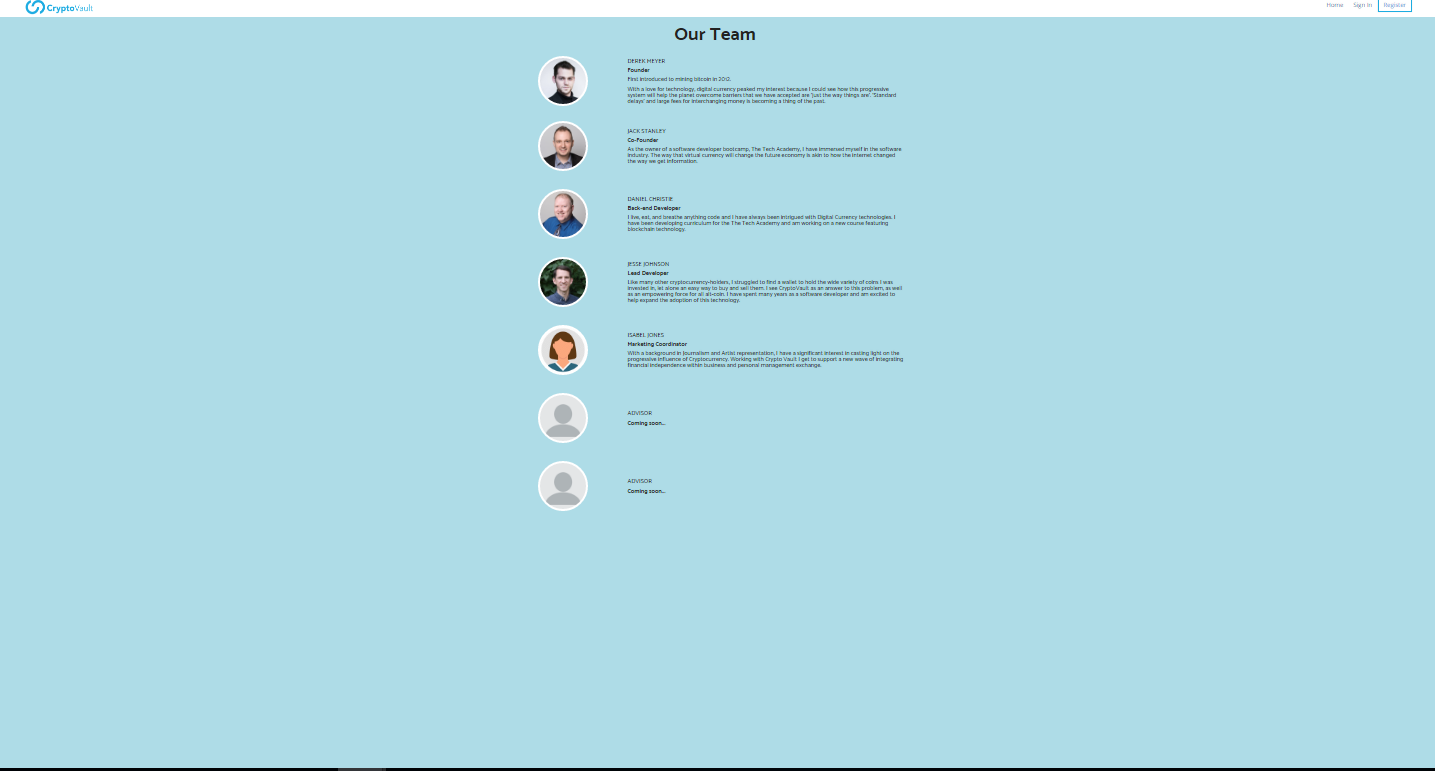 CryptoVault
Home Sign In Register
Our Team
DEREK MEYER
Founder
First introduced to mining bitcoin in 2012.
With a love for technology, digital currency peaked my interest because I could see how this progressive
system will help the planet overcome barriers that we have accepted are 'just the way things are'. 'Standard
delays' and large fees for interchanging money is becoming a thing of the past.
JACK STANLEY
Co-Founder
As the owner of a software developer bootcamp, The Tech Academy, I have immersed myself in the software
industry. The way that virtual currency will change the future economy is akin to how the internet changed
the way we get information.
DANIEL CHRISTIE
Back-end Developer
I live, eat, and breathe anything code and I have always been intrigued with Digital Currency technologies. I
have been developing curriculum for the The Tech Academy and am working on a new course featuring
blockchain technology.
JESSE JOHNSON
Lead Developer
Like many other cryptocurrency-holders, I struggled to find a wallet to hold the wide variety of coins I was
invested in, let alone an easy way to buy and sell them. I see CryptoVault as an answer to this problem, as well
as an empowering force for all alt-coin. I have spent many years as a software developer and am excited to
help expand the adoption of this technology.
ISABEL JONES
Marketing Coordinator
With a background in Journalism and Artist representation, I have a significant interest in casting light on the
progressive influence of Cryptocurrency. Working with Crypto Vault I get to support a new wave of integrating
financial independence within business and personal management exchange.
ADVISOR
Coming soon...
ADVISOR
Coming soon...